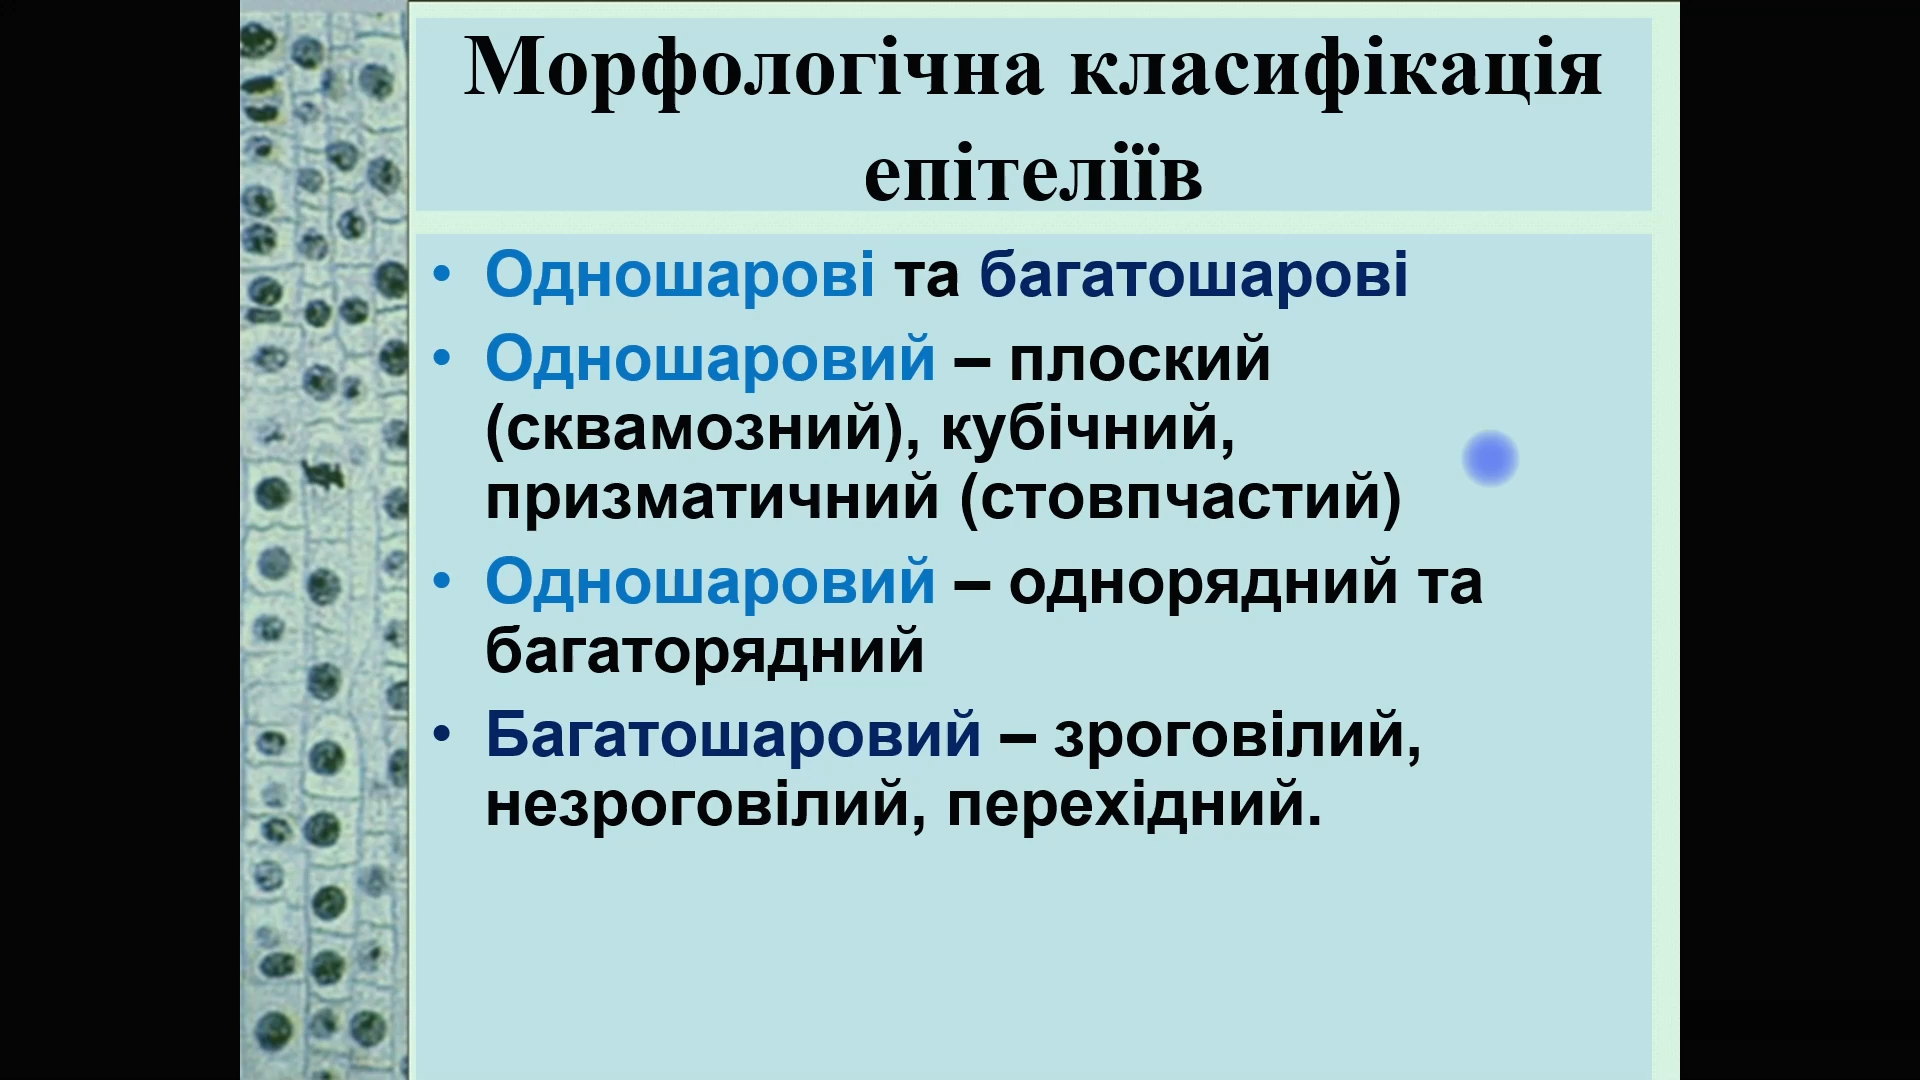 Морфологічна класифікація
епітеліїв
• Одношарові та багатошарові
• Одношаровий – плоский
(сквамозний), кубічний,
призматичний (стовпчастий)
• Одношаровий – однорядний та
багаторядний
• Багатошаровий – зроговілий,
незроговілий, перехідний.